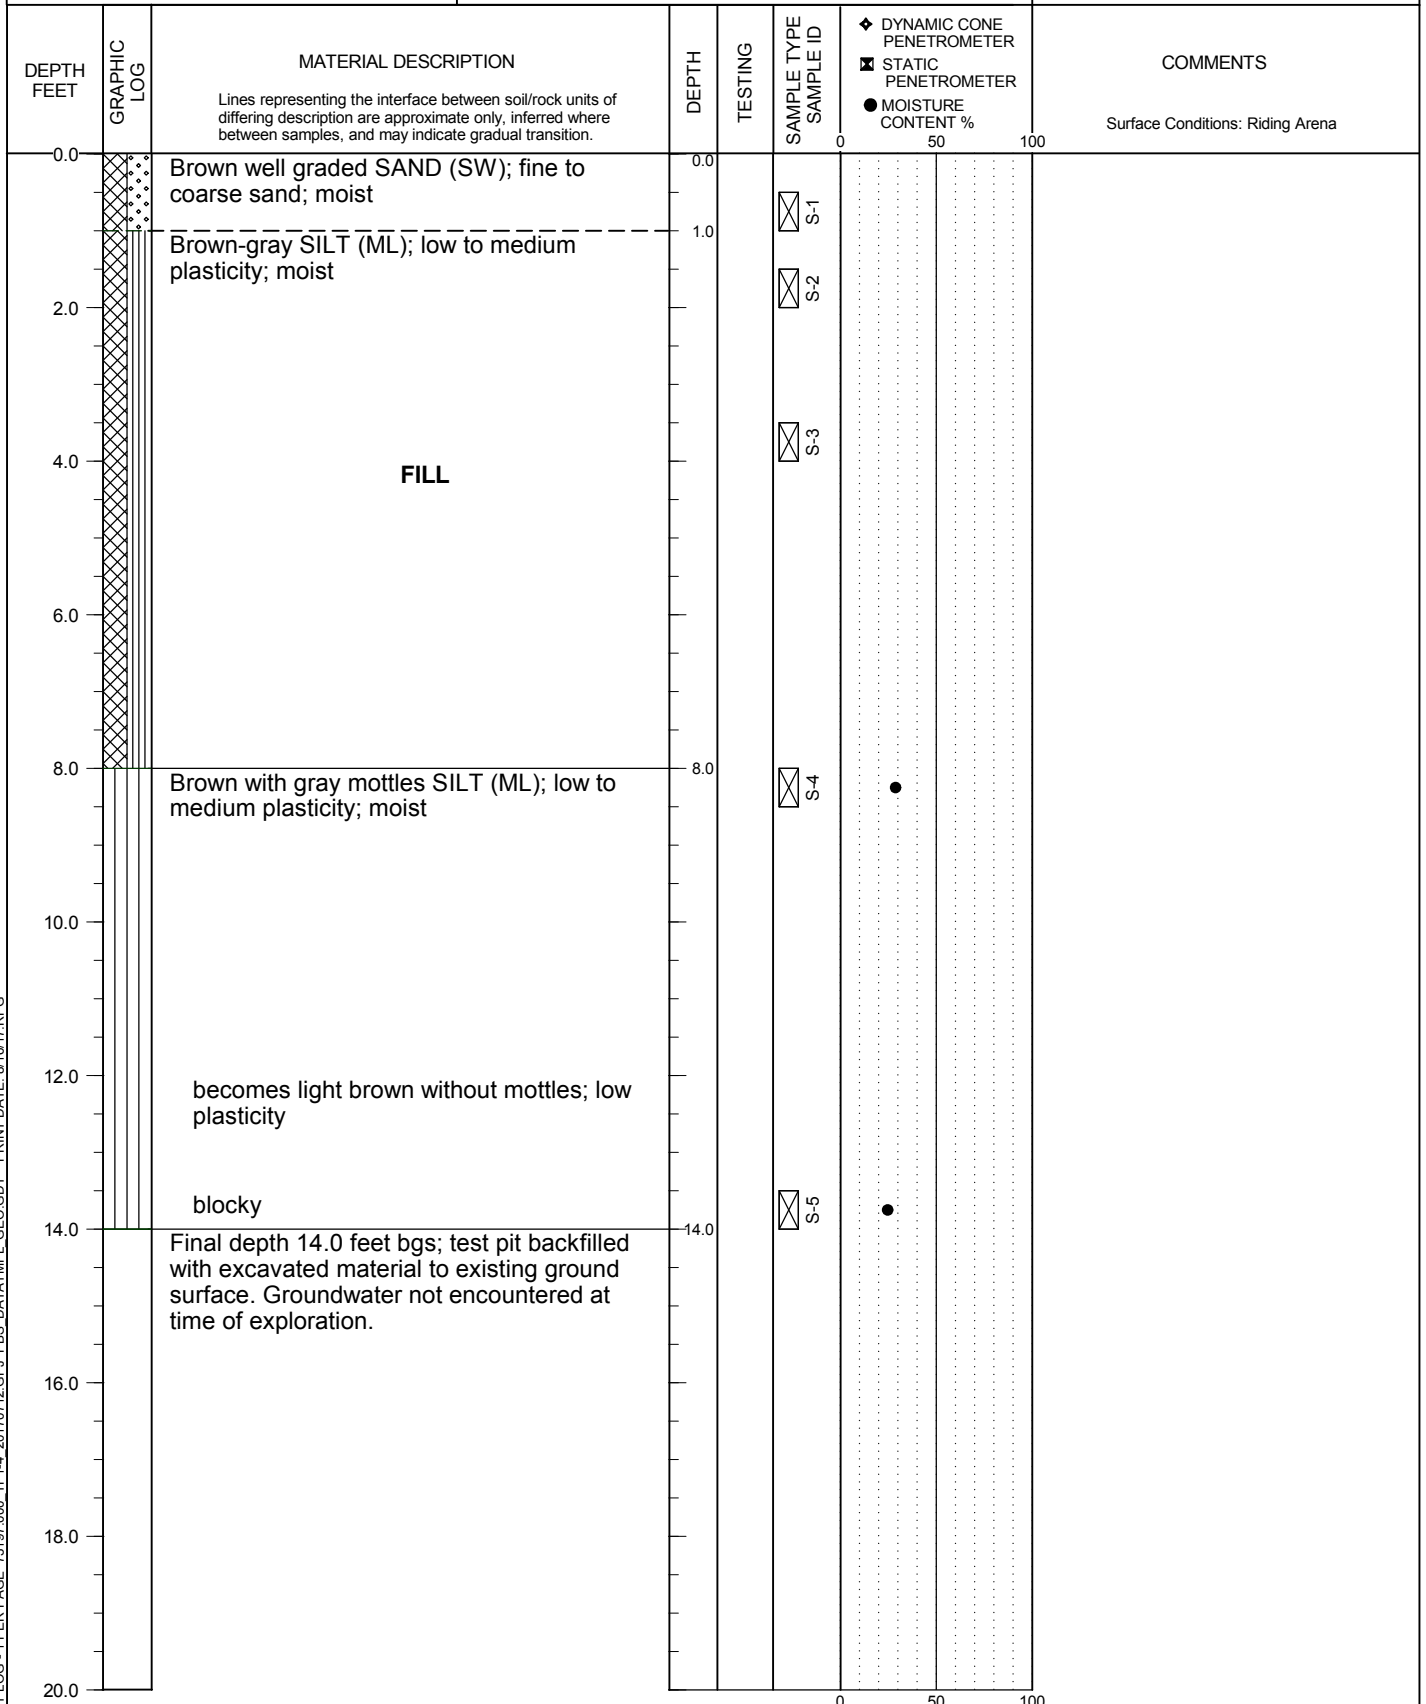 DEPTH
FEET
GRAPHIC
LOG
MATERIAL DESCRIPTION
Lines representing the interface between soil/rock units of
differing description are approximate only, inferred where
between samples, and may indicate gradual transition.
DEPTH
TESTING
SAMPLE TYPE
SAMPLE ID
DYNAMIC CONE
PENETROMETER
STATIC
PENETROMETER
MOISTURE
CONTENT %
0 50 100
COMMENTS
Surface Conditions: Riding Arena
0.0
Brown well graded SAND (SW); fine to
coarse sand; moist
0.0
S-1
Brown-gray SILT (ML); low to medium
plasticity; moist
1.0
S-2
2.0
S-3
4.0
FILL
6.0
8.0
Brown with gray mottles SILT (ML); low to
medium plasticity; moist
8.0
S-4
10.0
12.0
becomes light brown without mottles; low
plasticity
blocky
S-5
14.0
14.0
Final depth 14.0 feet bgs; test pit backfilled
with excavated material to existing ground
surface. Groundwater not encountered at
time of exploration.
16.0
18.0
20.0
0 50 100